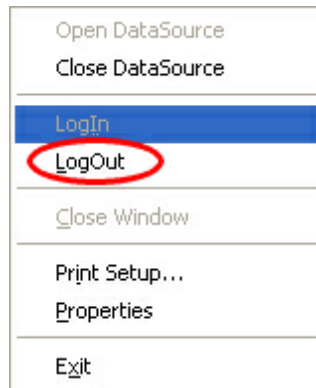 Open DataSource
Close DataSource
LogIn
LogOut
Close Window
Print Setup...
Properties
Exit